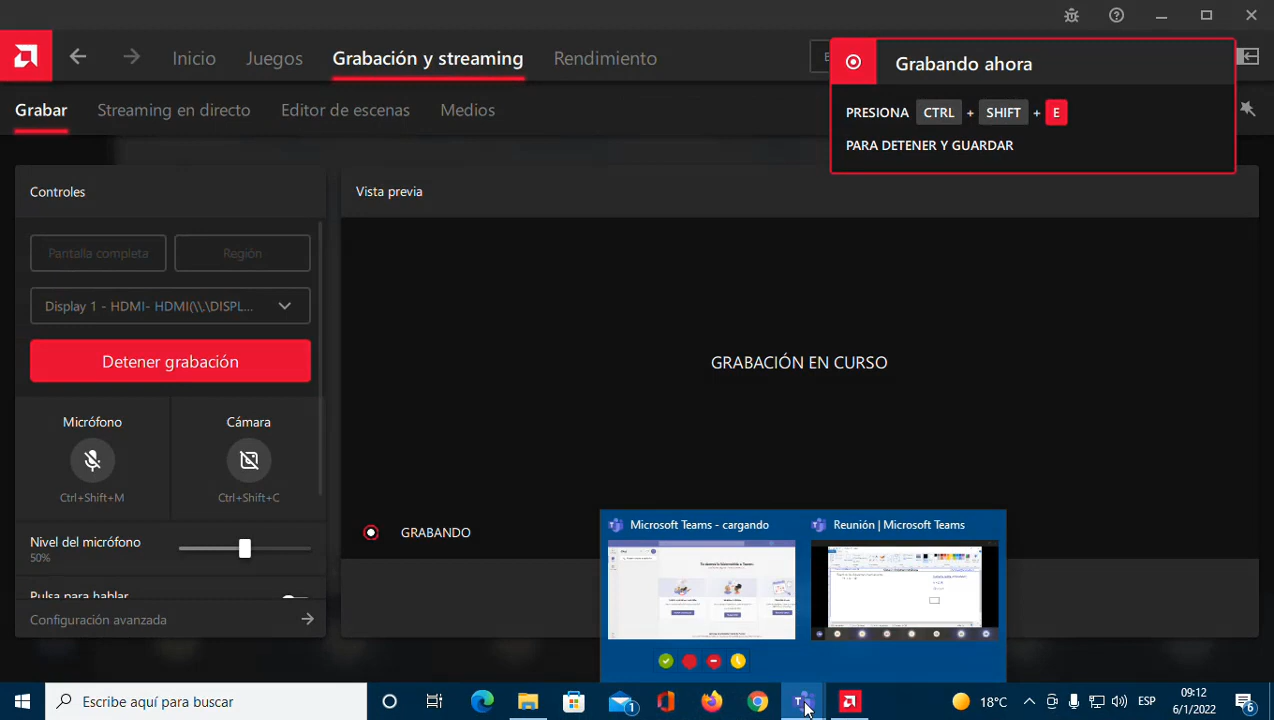 Inicio
Juegos
Grabación y streaming
Rendimiento
Grabando ahora
PRESIONA CTRL + SHIFT + E
PARA DETENER Y GUARDAR
Grabar
Streaming en directo
Editor de escenas
Medios
Controles
Vista previa
Pantalla completa
Región
Display 1 - HDMI- HDMI(\\.\DISPL...
Detener grabación
GRABACIÓN EN CURSO
Micrófono
Cámara
Ctrl+Shift+M
Ctrl+Shift+C
GRABANDO
Nivel del micrófono
50%
Pulsa para hablar
Configuración avanzada
Microsoft Teams - cargando
Reunión | Microsoft Teams
Escribe aquí para buscar
1
18°C
ESP
09:12
6/1/2022
6